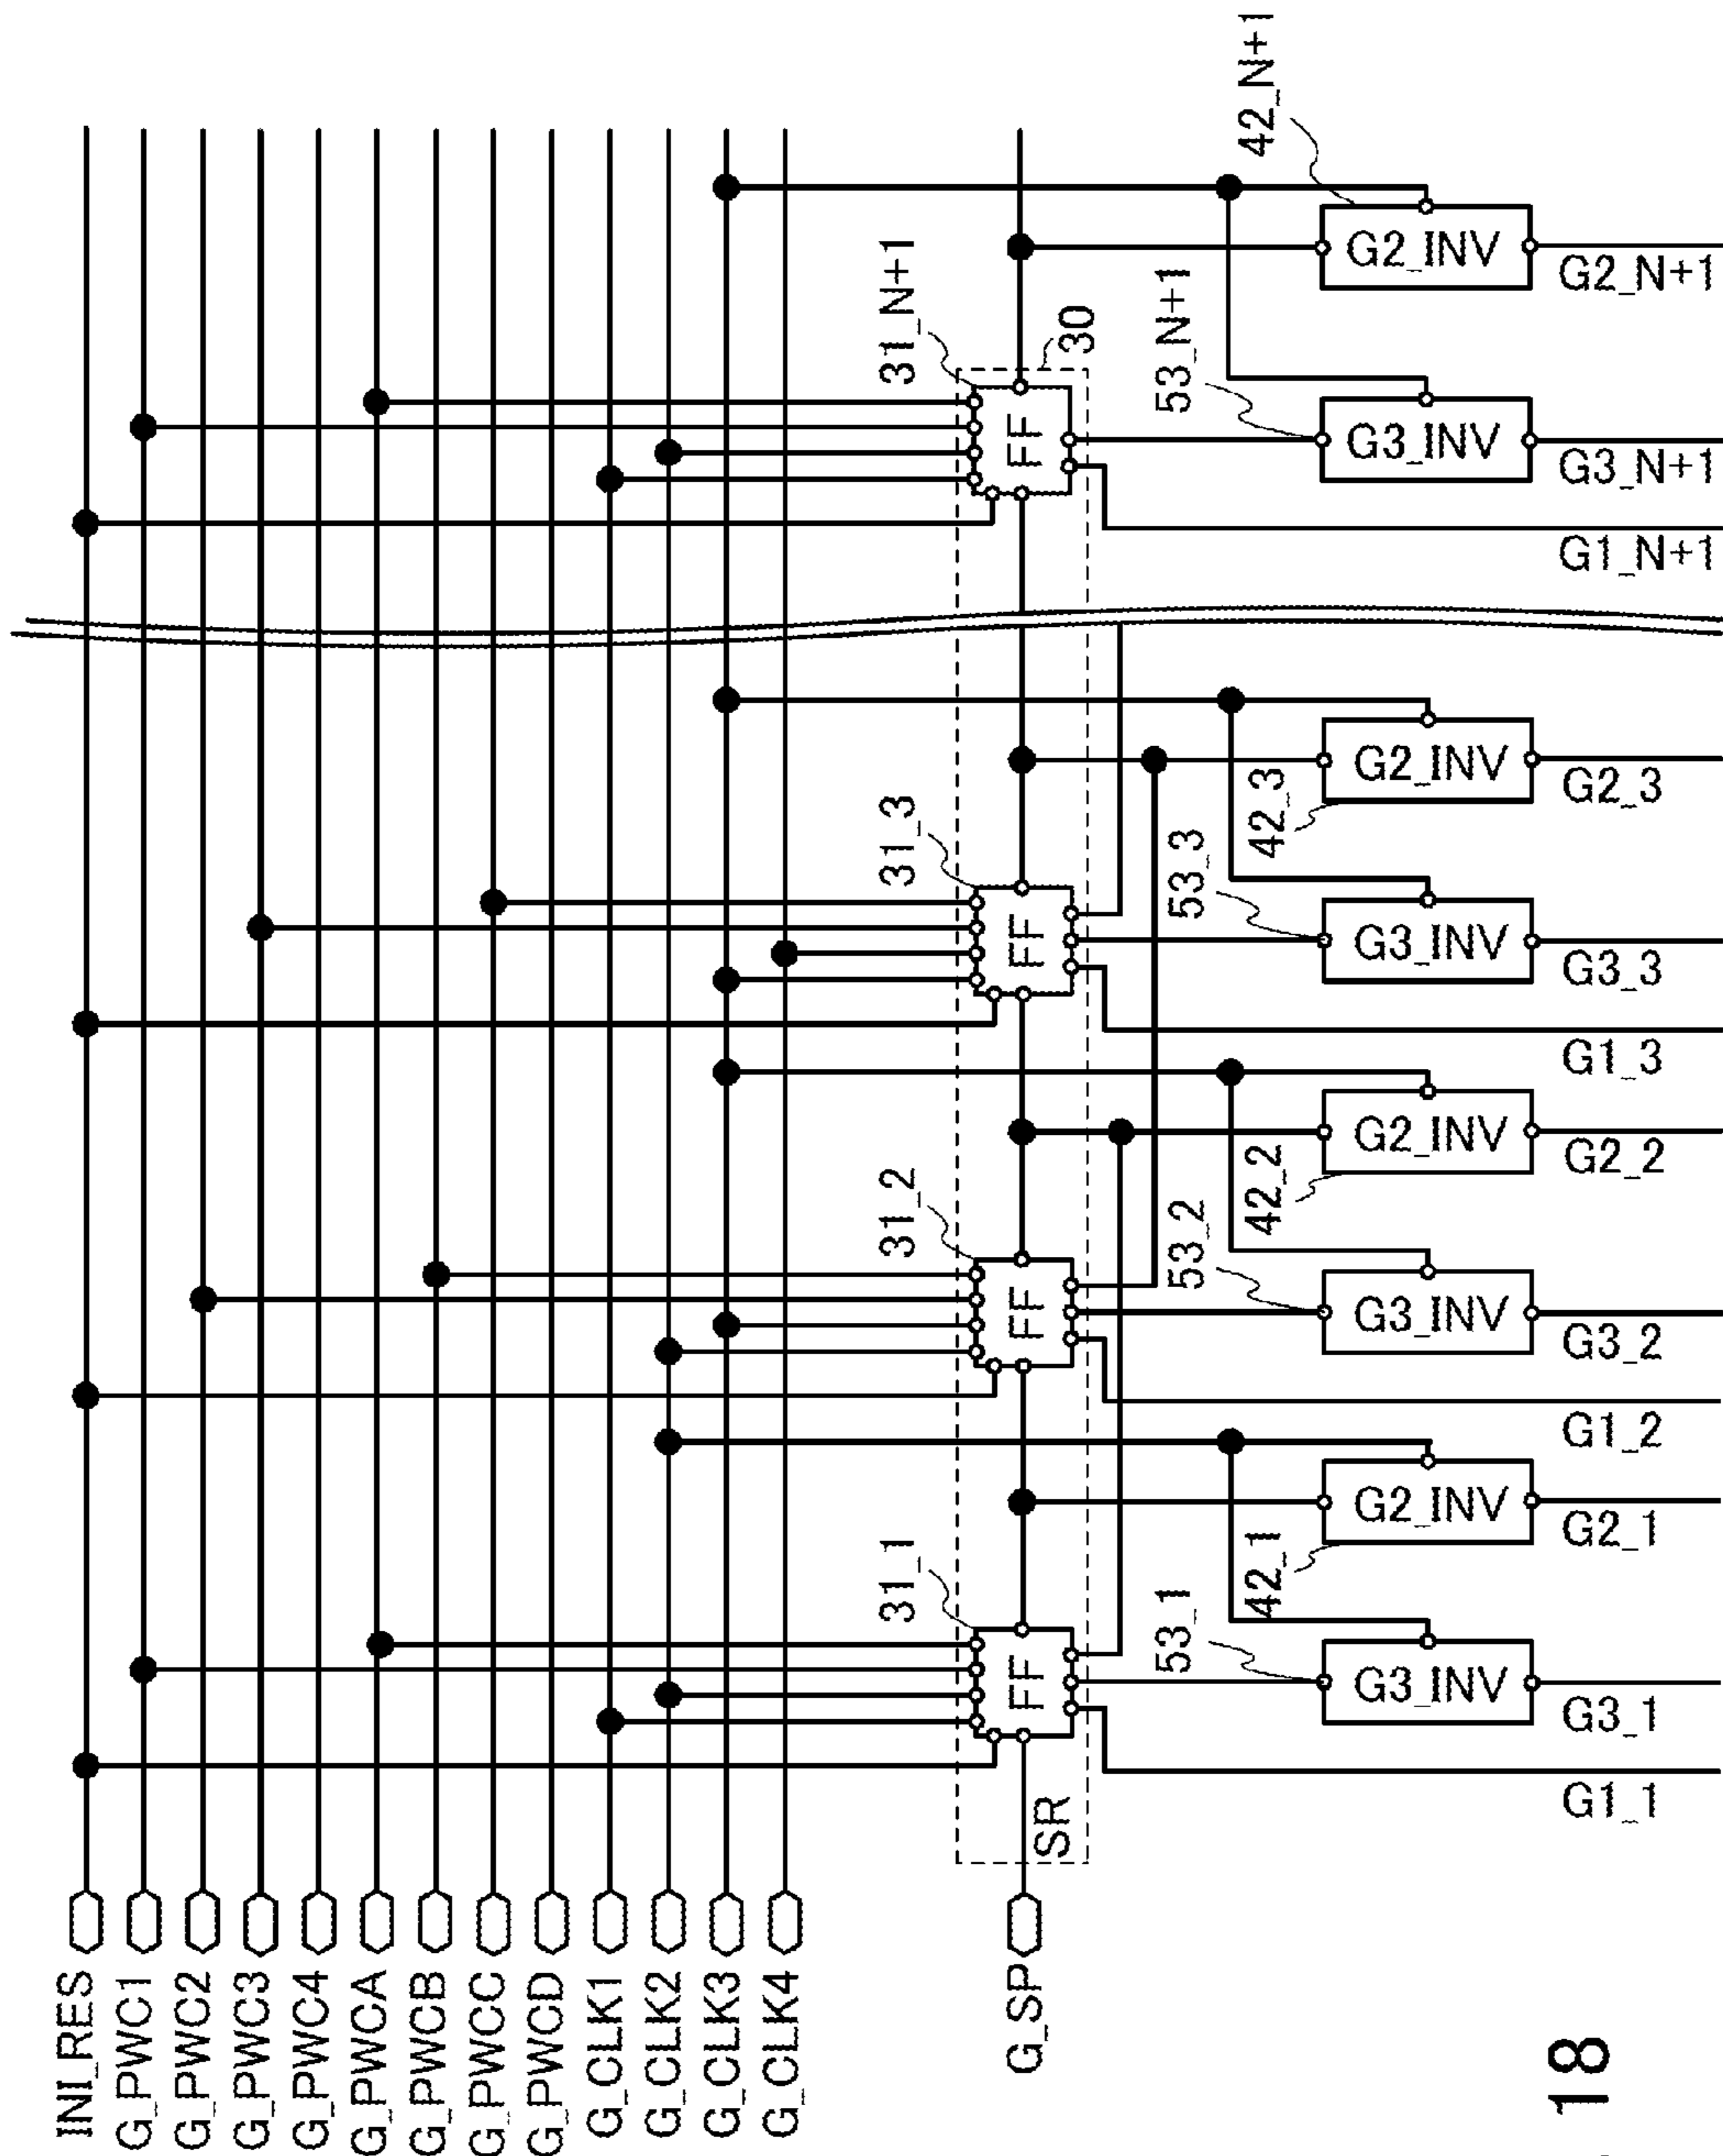 INI_RES
G_PWC1
G_PWC2
G_PWC3
G_PWC4
G_PWCA
G_PWCB
G_PWCC
G_PWCD
G_CLK1
G_CLK2
G_CLK3
G_CLK4
G_SP
SR
30
31_1
FF
31_2
FF
31_3
FF
31_N+1
FF
53_1
G3_INV
42_1
G2_INV
53_2
G3_INV
42_2
G2_INV
53_3
G3_INV
42_3
G2_INV
53_N+1
G3_INV
42_N+1
G2_INV
G1_1
G3_1
G2_1
G1_2
G3_2
G2_2
G1_3
G3_3
G2_3
G1_N+1
G3_N+1
G2_N+1
18